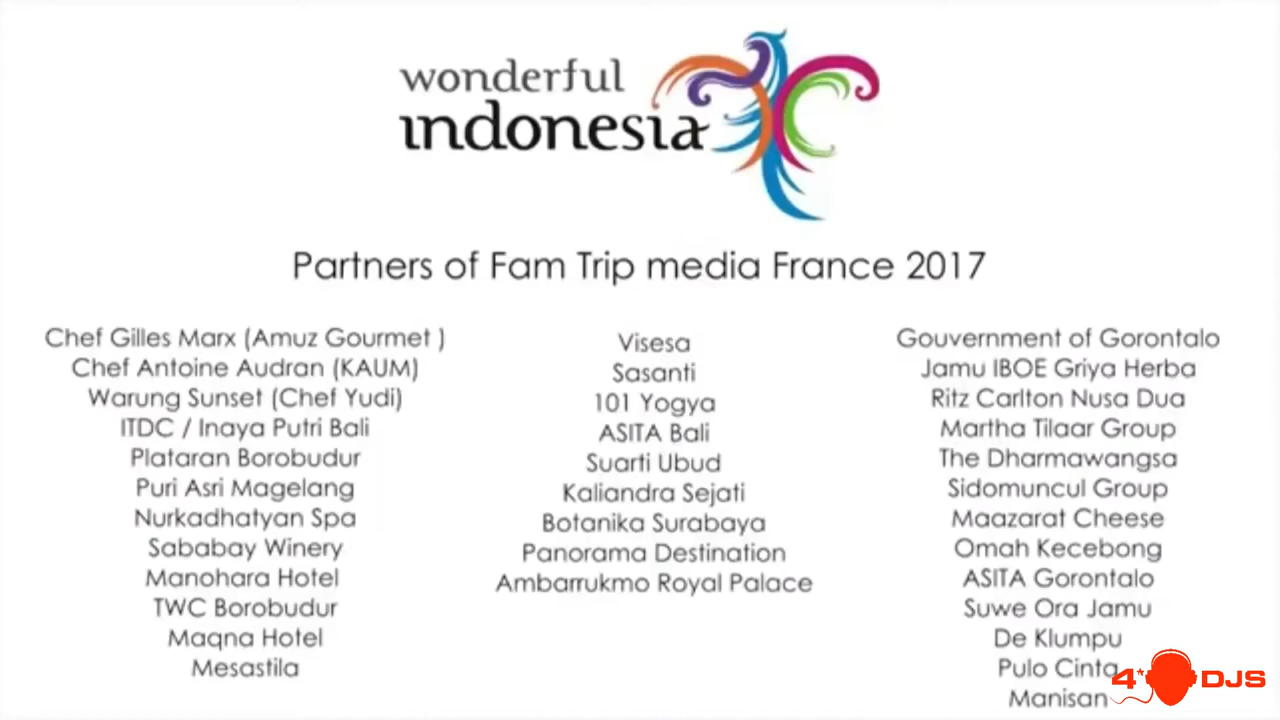 wonderful
indonesia
Partners of Fam Trip media France 2017
Chef Gilles Marx (Amuz Gourmet )
Chef Antoine Audran (KAUM)
Warung Sunset (Chef Yudi)
ITDC / Inaya Putri Bali
Plataran Borobudur
Puri Asri Magelang
Nurkadhatyan Spa
Sababay Winery
Manohara Hotel
TWC Borobudur
Maqna Hotel
Mesastila
Visesa
Sasanti
101 Yogya
ASITA Bali
Suarti Ubud
Kaliandra Sejati
Botanika Surabaya
Panorama Destination
Ambarrukmo Royal Palace
Gouvernment of Gorontalo
Jamu IBOE Griya Herba
Ritz Carlton Nusa Dua
Martha Tilaar Group
The Dharmawangsa
Sidomuncul Group
Maazarat Cheese
Omah Kecebong
ASITA Gorontalo
Suwe Ora Jamu
De Klumpu
Pulo Cinta
Manisan
4*DJS